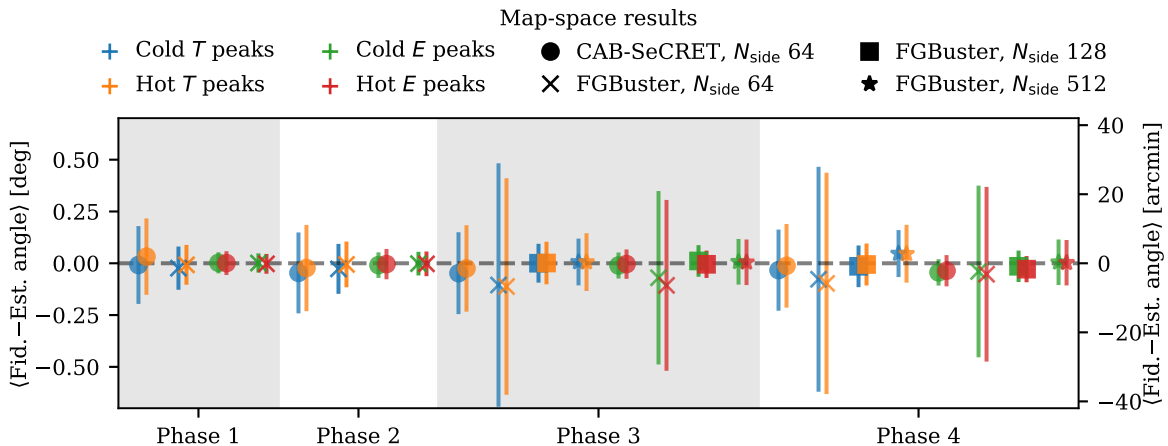 Map-space results
Cold T peaks
Cold E peaks
CAB-SeCRET, Nside 64
FGBuster, Nside 128
Hot T peaks
Hot E peaks
FGBuster, Nside 64
FGBuster, Nside 512
⟨Fid.−Est. angle⟩ [deg]
0.50
0.25
0.00
−0.25
−0.50
40
20
0
−20
−40
⟨Fid.−Est. angle⟩ [arcmin]
Phase 1
Phase 2
Phase 3
Phase 4